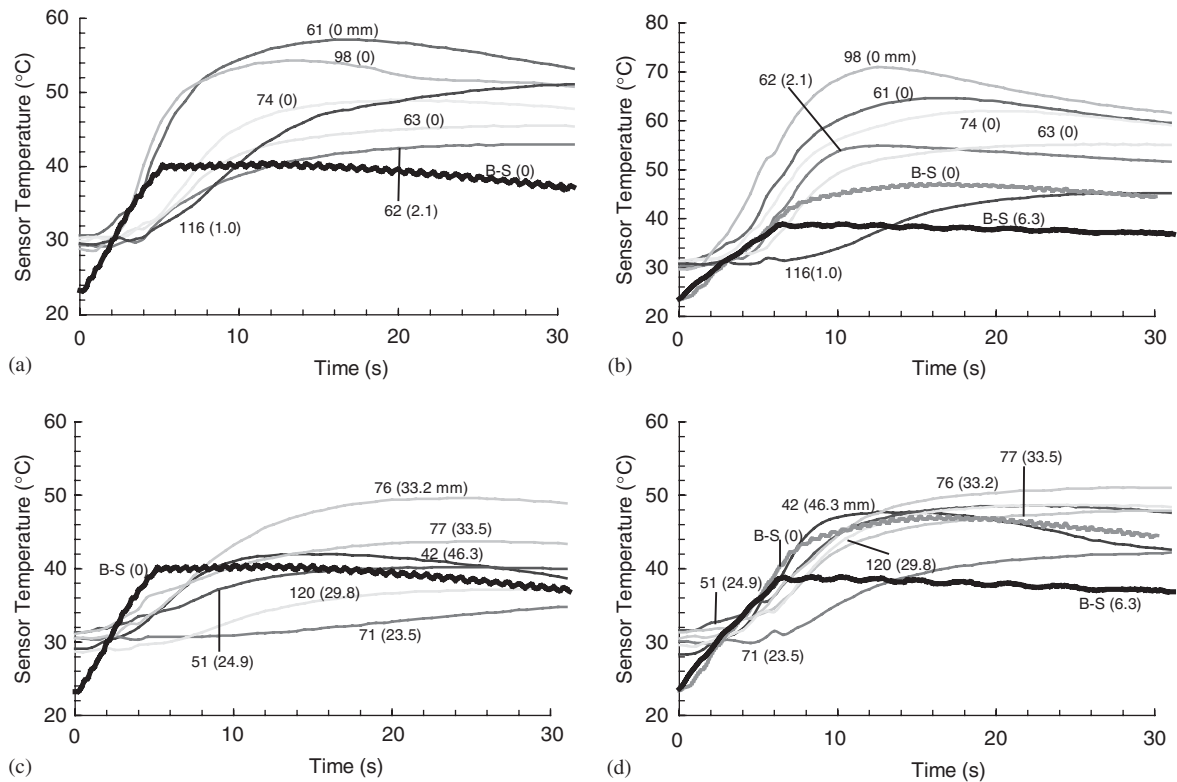 60
50
40
30
20
Sensor Temperature (°C)
61 (0 mm)
98 (0)
74 (0)
63 (0)
B-S (0)
62 (2.1)
116 (1.0)
0 10 20 30
Time (s)
(a)
80
70
60
50
40
30
20
Sensor Temperature (°C)
98 (0 mm)
62 (2.1)
61 (0)
74 (0)
63 (0)
B-S (0)
B-S (6.3)
116(1.0)
0 10 20 30
Time (s)
(b)
60
50
40
30
20
Sensor Temperature (°C)
76 (33.2 mm)
77 (33.5)
42 (46.3)
B-S (0)
120 (29.8)
71 (23.5)
51 (24.9)
0 10 20 30
Time (s)
(c)
60
50
40
30
20
Sensor Temperature (°C)
77 (33.5)
76 (33.2)
42 (46.3 mm)
B-S (0)
120 (29.8)
51 (24.9)
B-S (6.3)
71 (23.5)
0 10 20 30
Time (s)
(d)